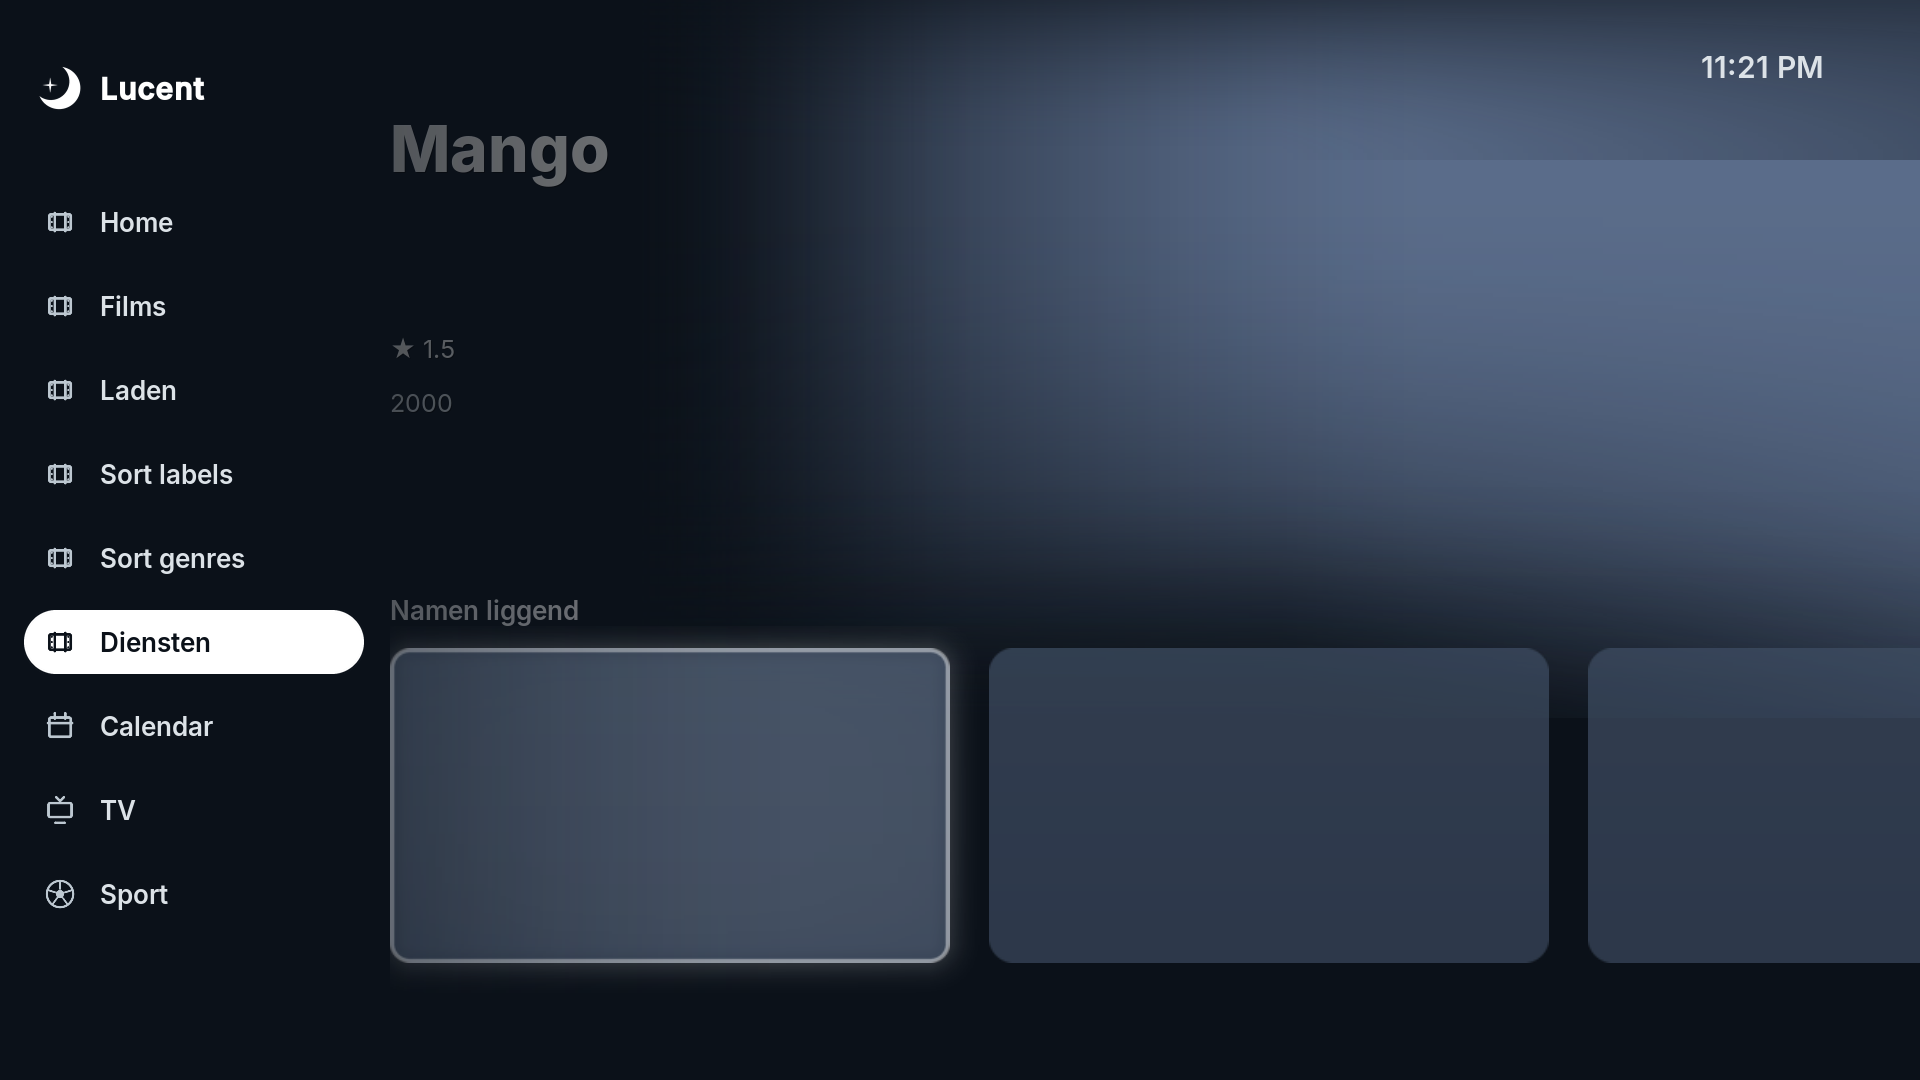 Lucent
11:21 PM
Mango
Home
Films
★ 1.5
Laden
2000
Sort labels
Sort genres
Namen liggend
Diensten
Calendar
TV
Sport